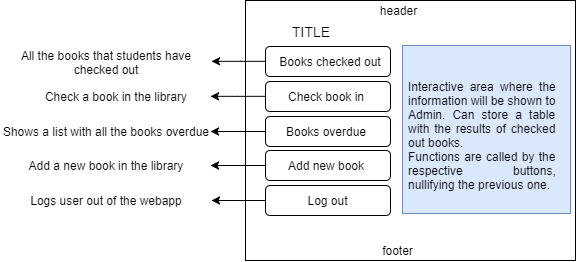 header
TITLE
All the books that students have
checked out
Books checked out
Check a book in the library
Check book in
Shows a list with all the books overdue
Books overdue
Add a new book in the library
Add new book
Logs user out of the webapp
Log out
Interactive area where the
information will be shown to
Admin. Can store a table
with the results of checked
out books.
Functions are called by the
respective buttons,
nullifying the previous one.
footer